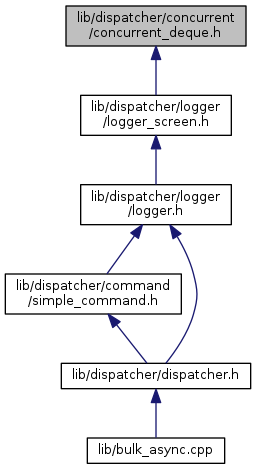 lib/dispatcher/concurrent
/concurrent_deque.h
lib/dispatcher/logger
/logger_screen.h
lib/dispatcher/logger
/logger.h
lib/dispatcher/command
/simple_command.h
lib/dispatcher/dispatcher.h
lib/bulk_async.cpp